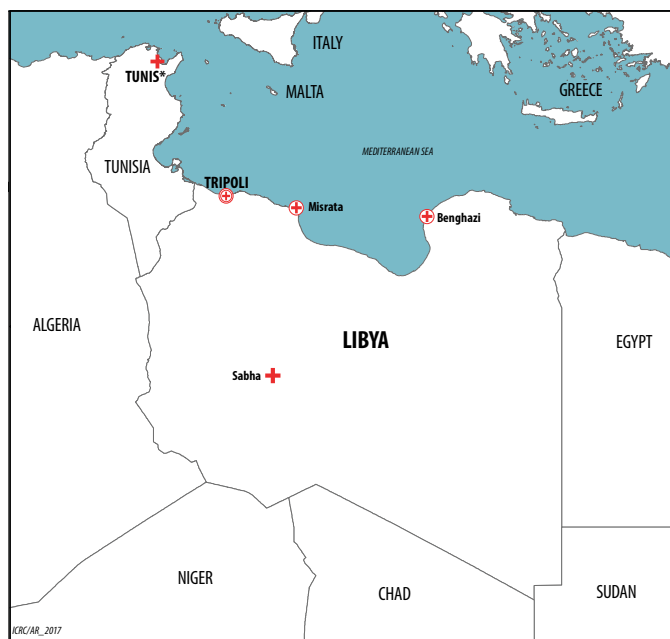 ITALY
TUNIS*
MALTA
GREECE
MEDITERRANEAN SEA
TUNISIA
TRIPOLI
Misrata
Benghazi
ALGERIA
LIBYA
EGYPT
Sabha
NIGER
CHAD
SUDAN
ICRC/AR_2017